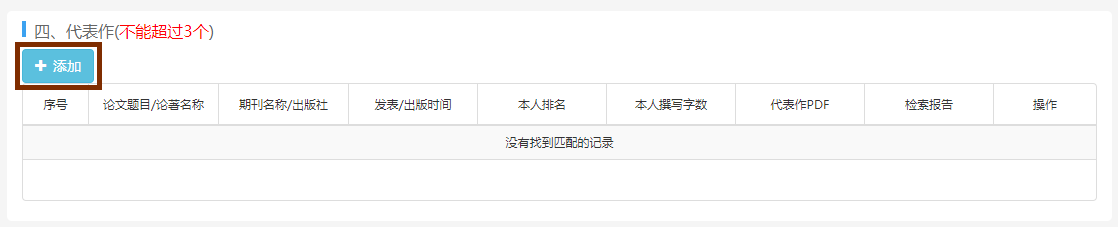 四、代表作(不能超过3个)
添加
序号 论文题目/论著名称 期刊名称/出版社 发表/出版时间 本人排名 本人撰写字数 代表作PDF 检索报告 操作
没有找到匹配的记录